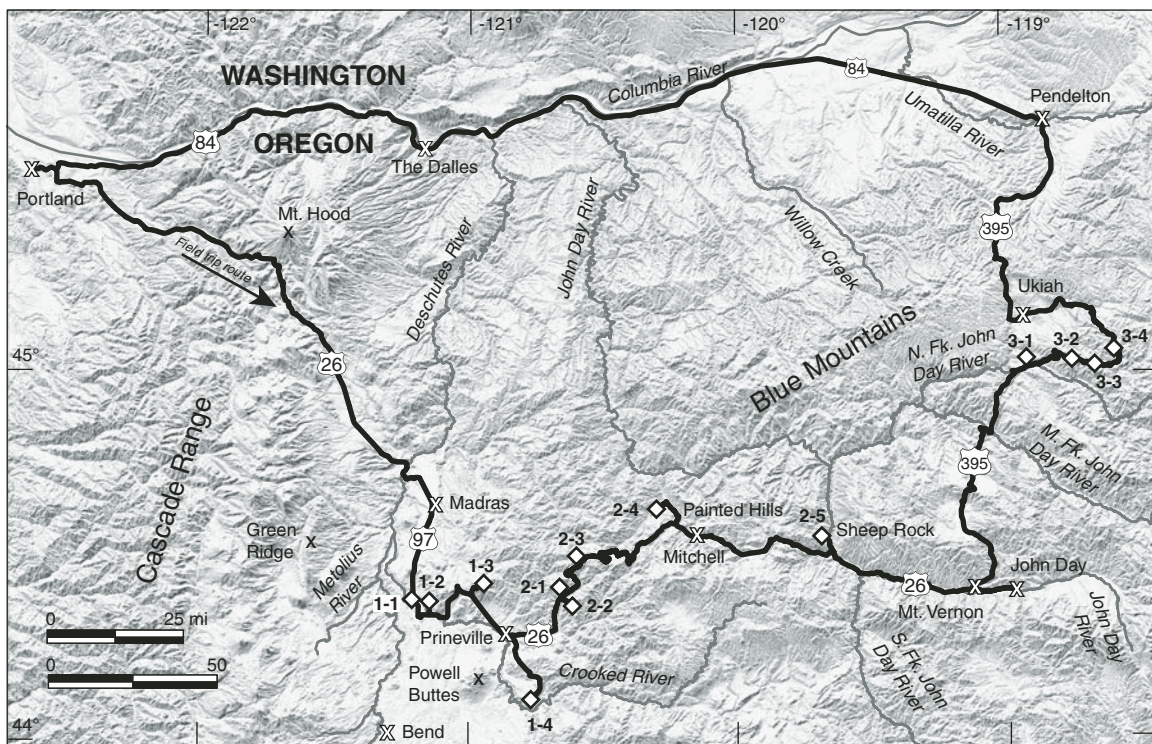 -122°
-121°
-120°
-119°
WASHINGTON
OREGON
Columbia River
84
84
Pendelton
Umatilla River
The Dalles
Portland
Mt. Hood
Field trip route
Deschutes River
John Day River
Willow Creek
395
Ukiah
Blue Mountains
N. Fk. John
Day River
3-1
3-2
3-4
3-3
45°
26
Cascade Range
M. Fk. John
Day River
395
Madras
97
Green
Ridge
Metolius
River
2-4
Painted Hills
Mitchell
2-5
Sheep Rock
2-3
1-3
1-2
1-1
2-1
2-2
26
Mt. Vernon
John Day
John Day
River
0
25 mi
0
50
Prineville
26
Powell
Buttes
Crooked River
S. Fk. John
Day River
1-4
44°
Bend